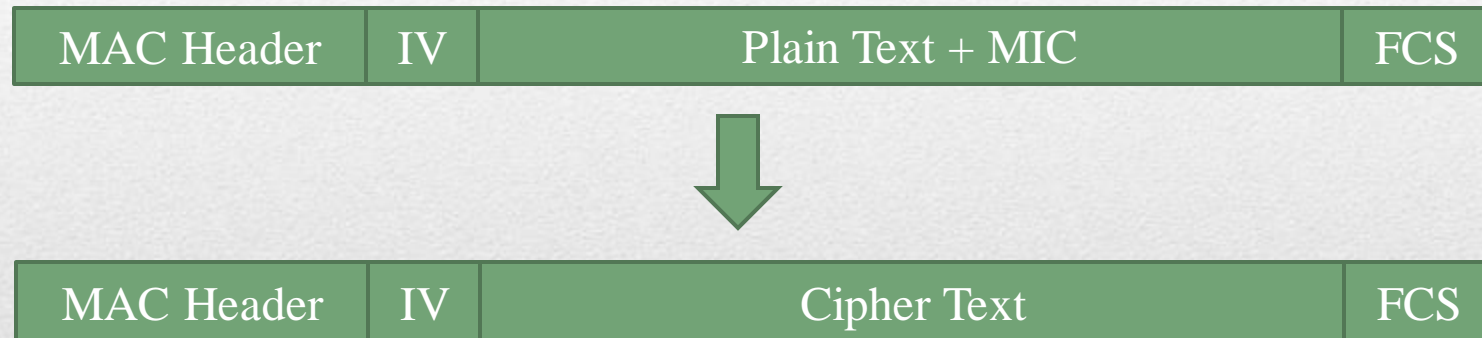 MAC Header IV Plain Text + MIC FCS
MAC Header IV Cipher Text FCS